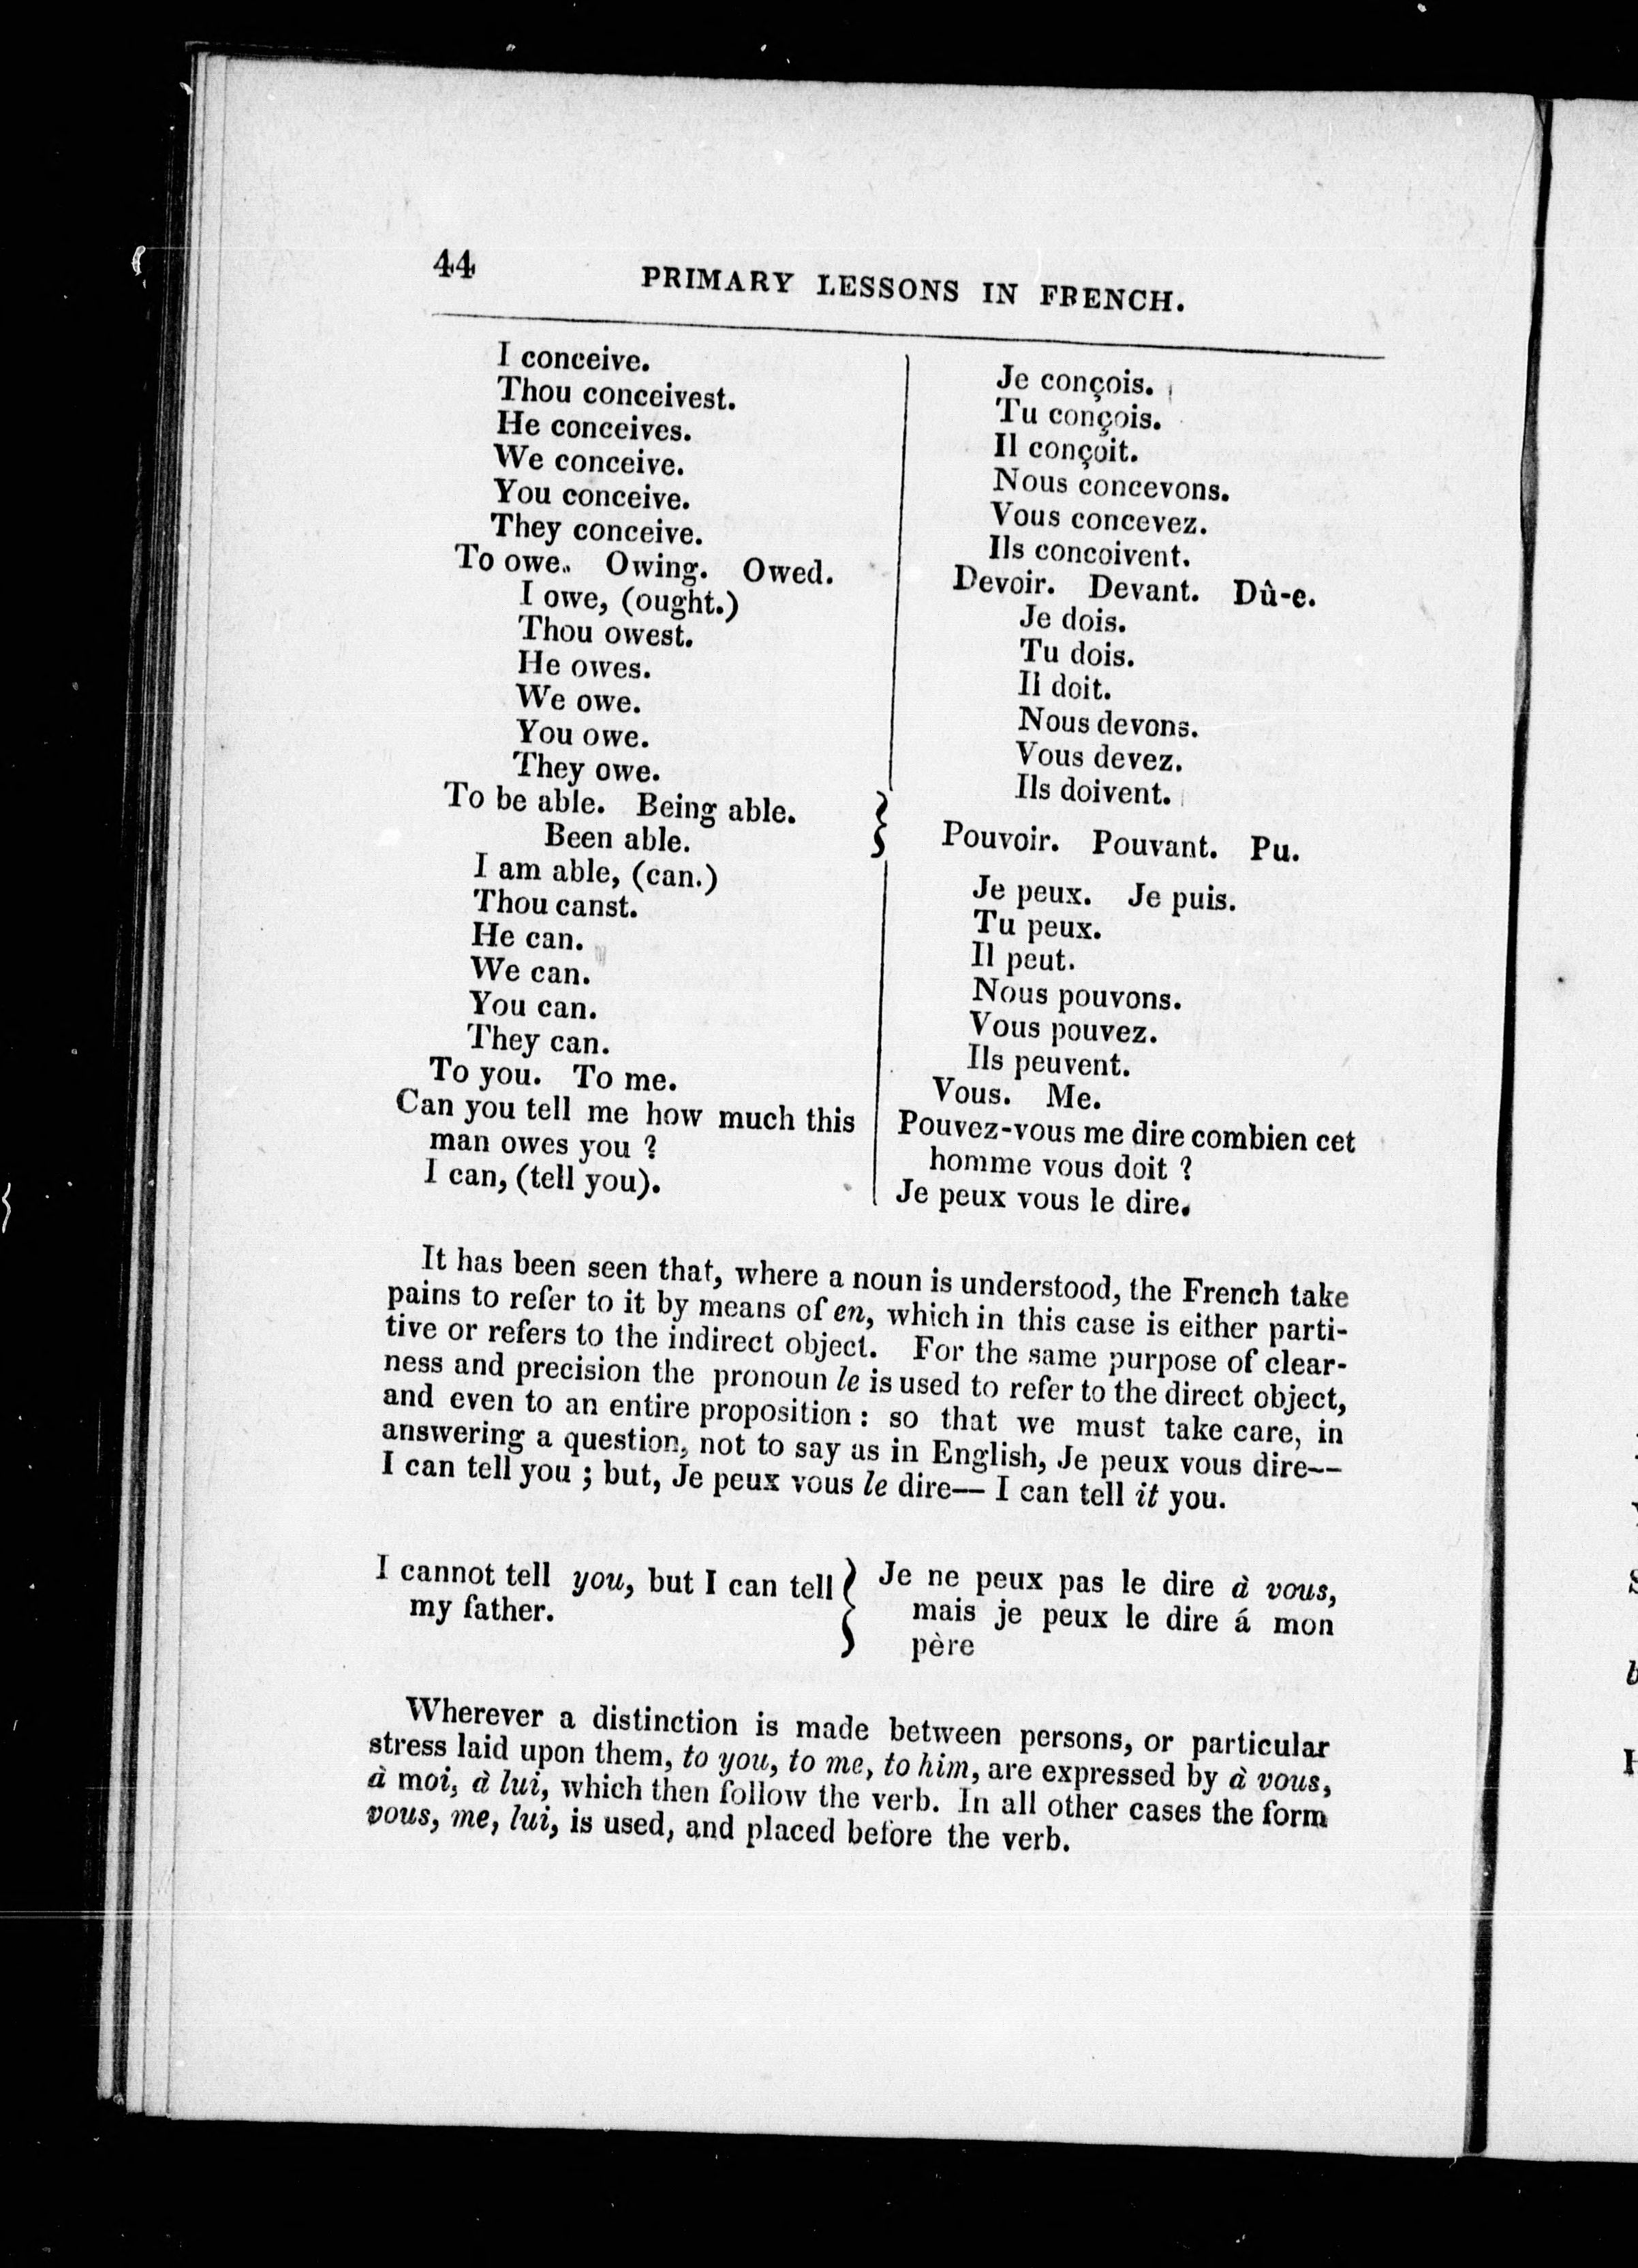 44
PRIMARY LESSONS IN FRENCH.
I conceive.
Thou conceivest.
He conceives.
We conceive.
You conceive.
They conceive.
To owe. Owing. Owed.
I owe, (ought.)
Thou owest.
He owes.
We owe.
You owe.
They owe.
To be able. Being able.
Been able.
I am able, (can.)
Thou canst.
He can.
We can.
You can.
They can.
To you. To me.
Can you tell me how much this
man owes you ?
I can, (tell you).
Je conçois.
Tu conçois.
Il conçoit.
Nous concevons.
Vous concevez.
Ils concoivent.
Devoir. Devant. Dû-e.
Je dois.
Tu dois.
Il doit.
Nous devons.
Vous devez.
Ils doivent.
Pouvoir. Pouvant. Pu.
Je peux. Je puis.
Tu peux.
Il peut.
Nous pouvons.
Vous pouvez.
Ils peuvent.
Vous. Me.
Pouvez-vous me dire combien cet
homme vous doit ?
Je peux vous le dire.
It has been seen that, where a noun is understood, the French take
pains to refer to it by means of en, which in this case is either parti-
tive or refers to the indirect object. For the same purpose of clear-
ness and precision the pronoun le is used to refer to the direct object,
and even to an entire proposition : so that we must take care, in
answering a question, not to say as in English, Je peux vous dire—
I can tell you ; but, Je peux vous le dire— I can tell it you.
I cannot tell you, but I can tell
my father.
Je ne peux pas le dire à vous,
mais je peux le dire á mon
père
Wherever a distinction is made between persons, or particular
stress laid upon them, to you, to me, to him, are expressed by à vous,
à moi, à lui, which then follow the verb. In all other cases the form
vous, me, lui, is used, and placed before the verb.